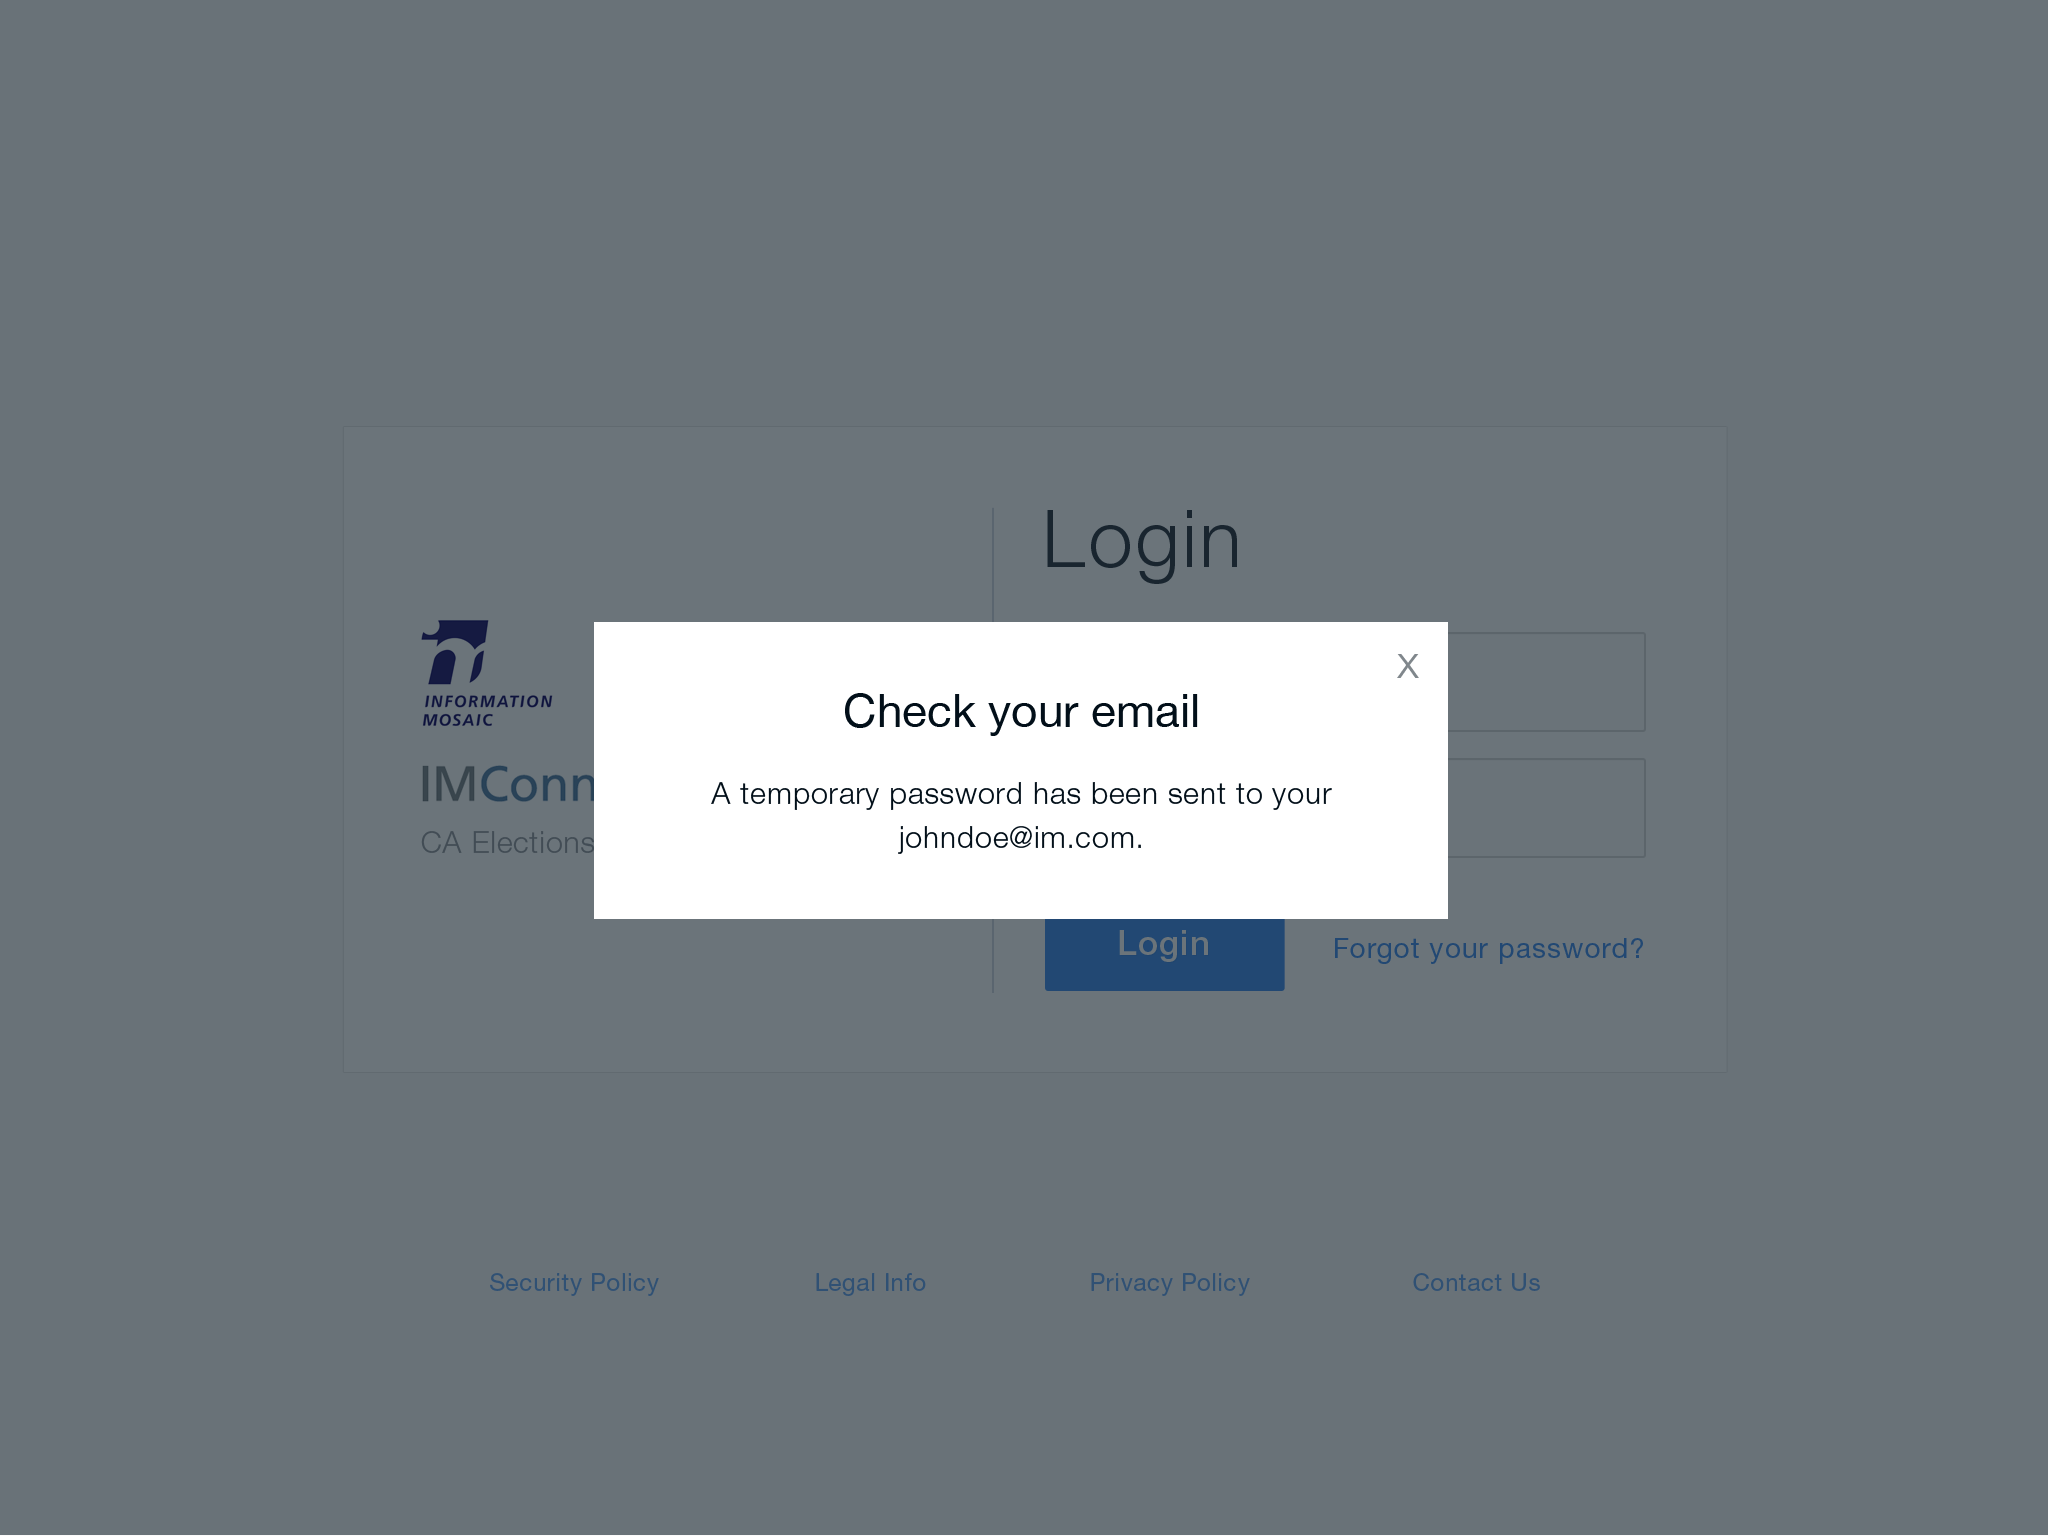 Login
INFORMATION
MOSAIC
IMConn
CA Elections
X
Check your email
A temporary password has been sent to your
johndoe@im.com.
Login
Forgot your password?
Security Policy
Legal Info
Privacy Policy
Contact Us